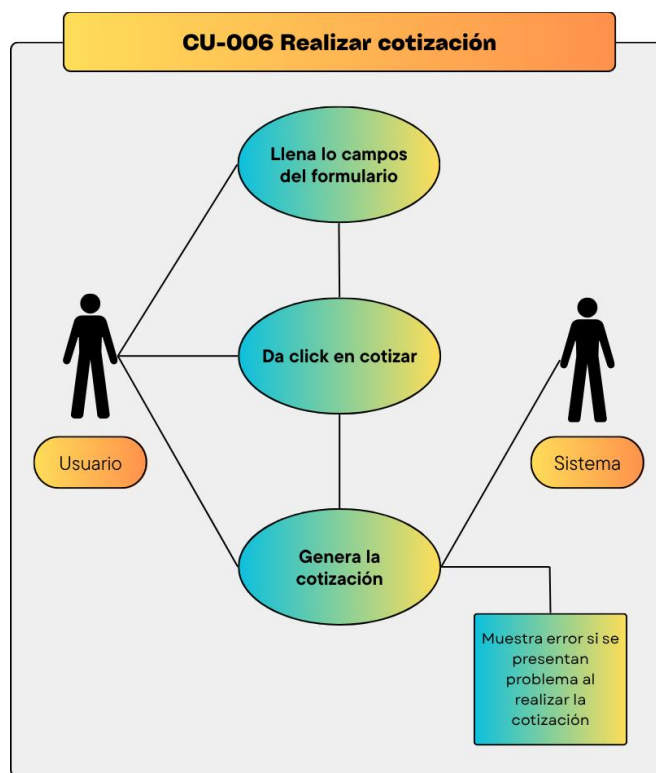 CU-006 Realizar cotización
Llena lo campos
del formulario
Da click en cotizar
Usuario
Sistema
Genera la
cotización
Muestra error si se
presentan
problema al
realizar la
cotización